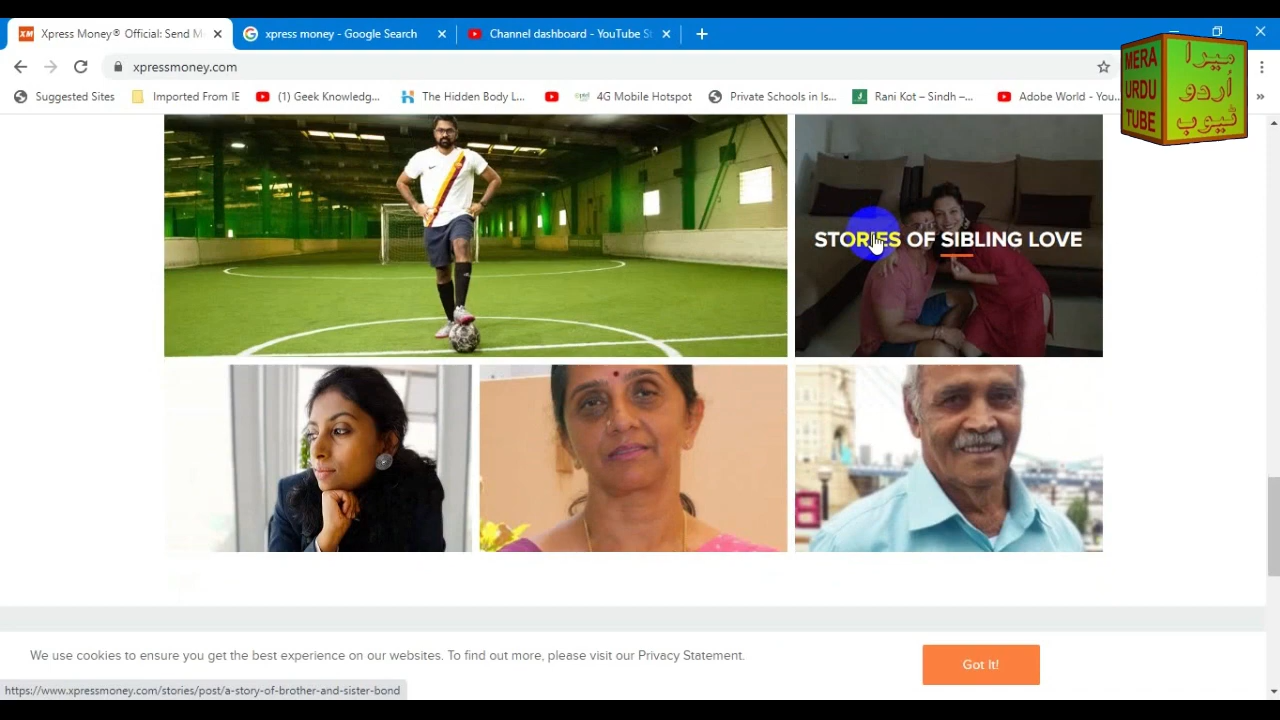 XM Xpress Money® Official: Send M
xpress money - Google Search
Channel dashboard - YouTube St
xpressmoney.com
Suggested Sites
Imported From IE
(1) Geek Knowledg...
The Hidden Body L...
4G Mobile Hotspot
Private Schools in Is...
Rani Kot – Sindh –...
Adobe World - You...
»
MERA
URDU
TUBE
میرا
اُردو
ٹیوب
STORIES OF SIBLING LOVE
We use cookies to ensure you get the best experience on our websites. To find out more, please visit our Privacy Statement.
Got It!
https://www.xpressmoney.com/stories/post/a-story-of-brother-and-sister-bond